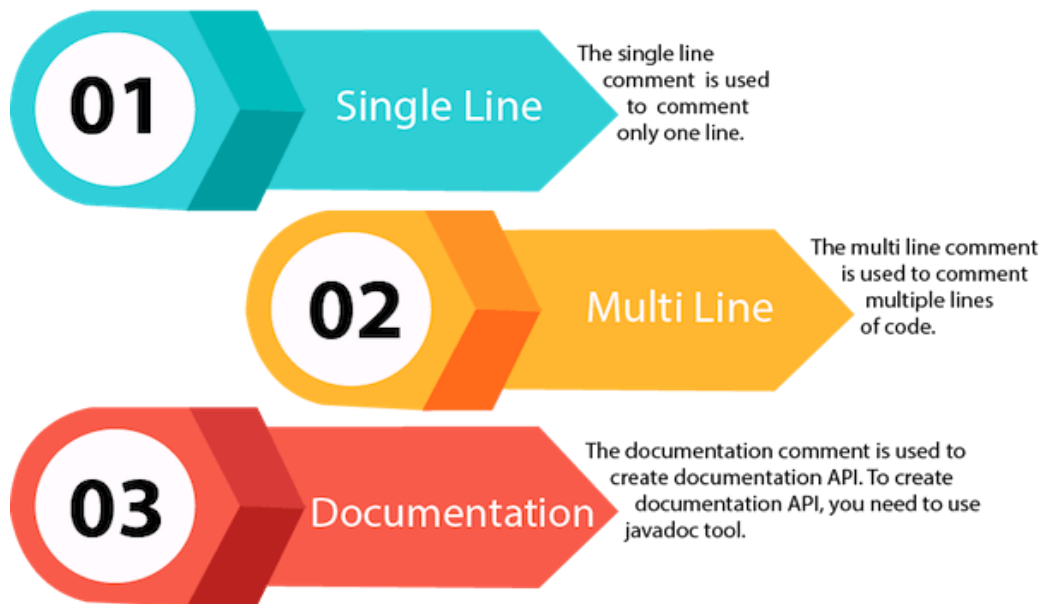 01
Single Line
The single line
comment is used
to comment
only one line.
02
Multi Line
The multi line comment
is used to comment
multiple lines
of code.
03
Documentation
The documentation comment is used to
create documentation API. To create
documentation API, you need to use
javadoc tool.